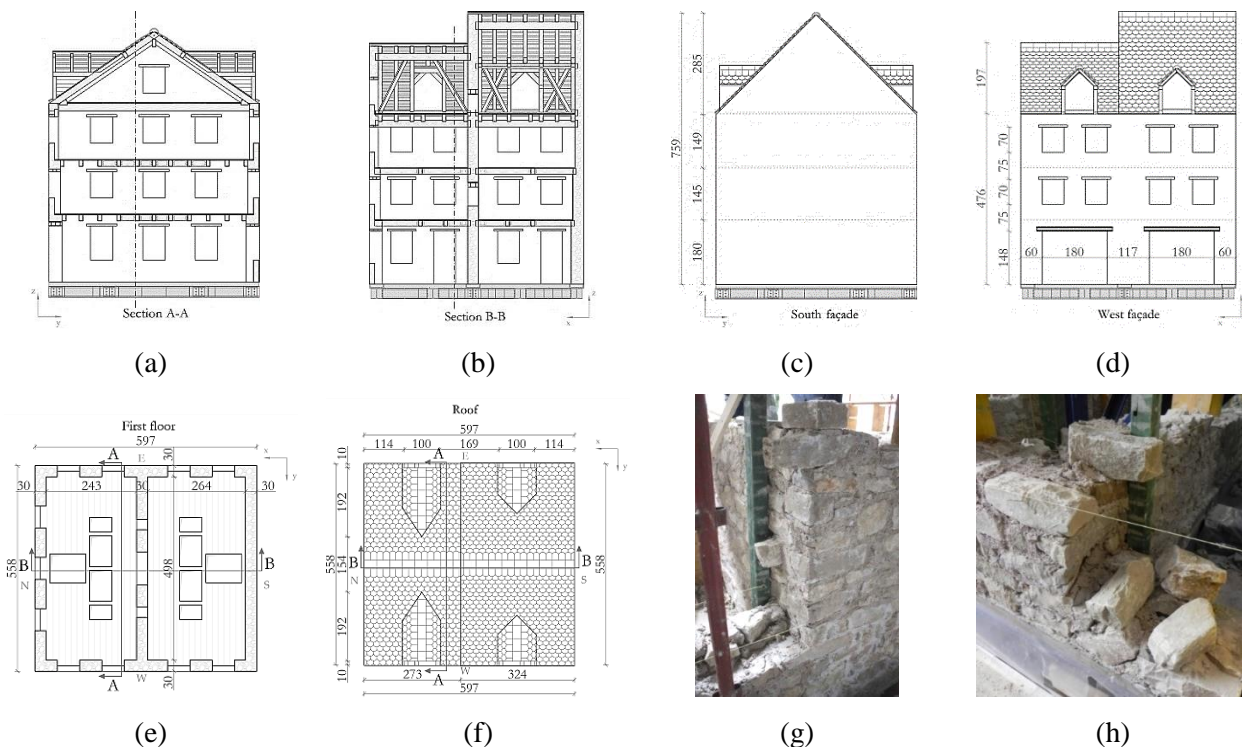 759
285
149
145
180
197
476
70
75
70
75
148
60 180 117 180 60
z
y
Section A-A
z
x
Section B-B
z
y
South façade
z
x
West façade
(a)
(b)
(c)
(d)
First floor
597
A
E
30
x
y
30 243 30 264 30
558
B
N
498
B
S
W
A
30
Roof
597
114 100 169 100 114
x
y
10
A
E
192
558
B
154
N
B
S
558
192
10
273
W
324
A
597
(e)
(f)
(g)
(h)